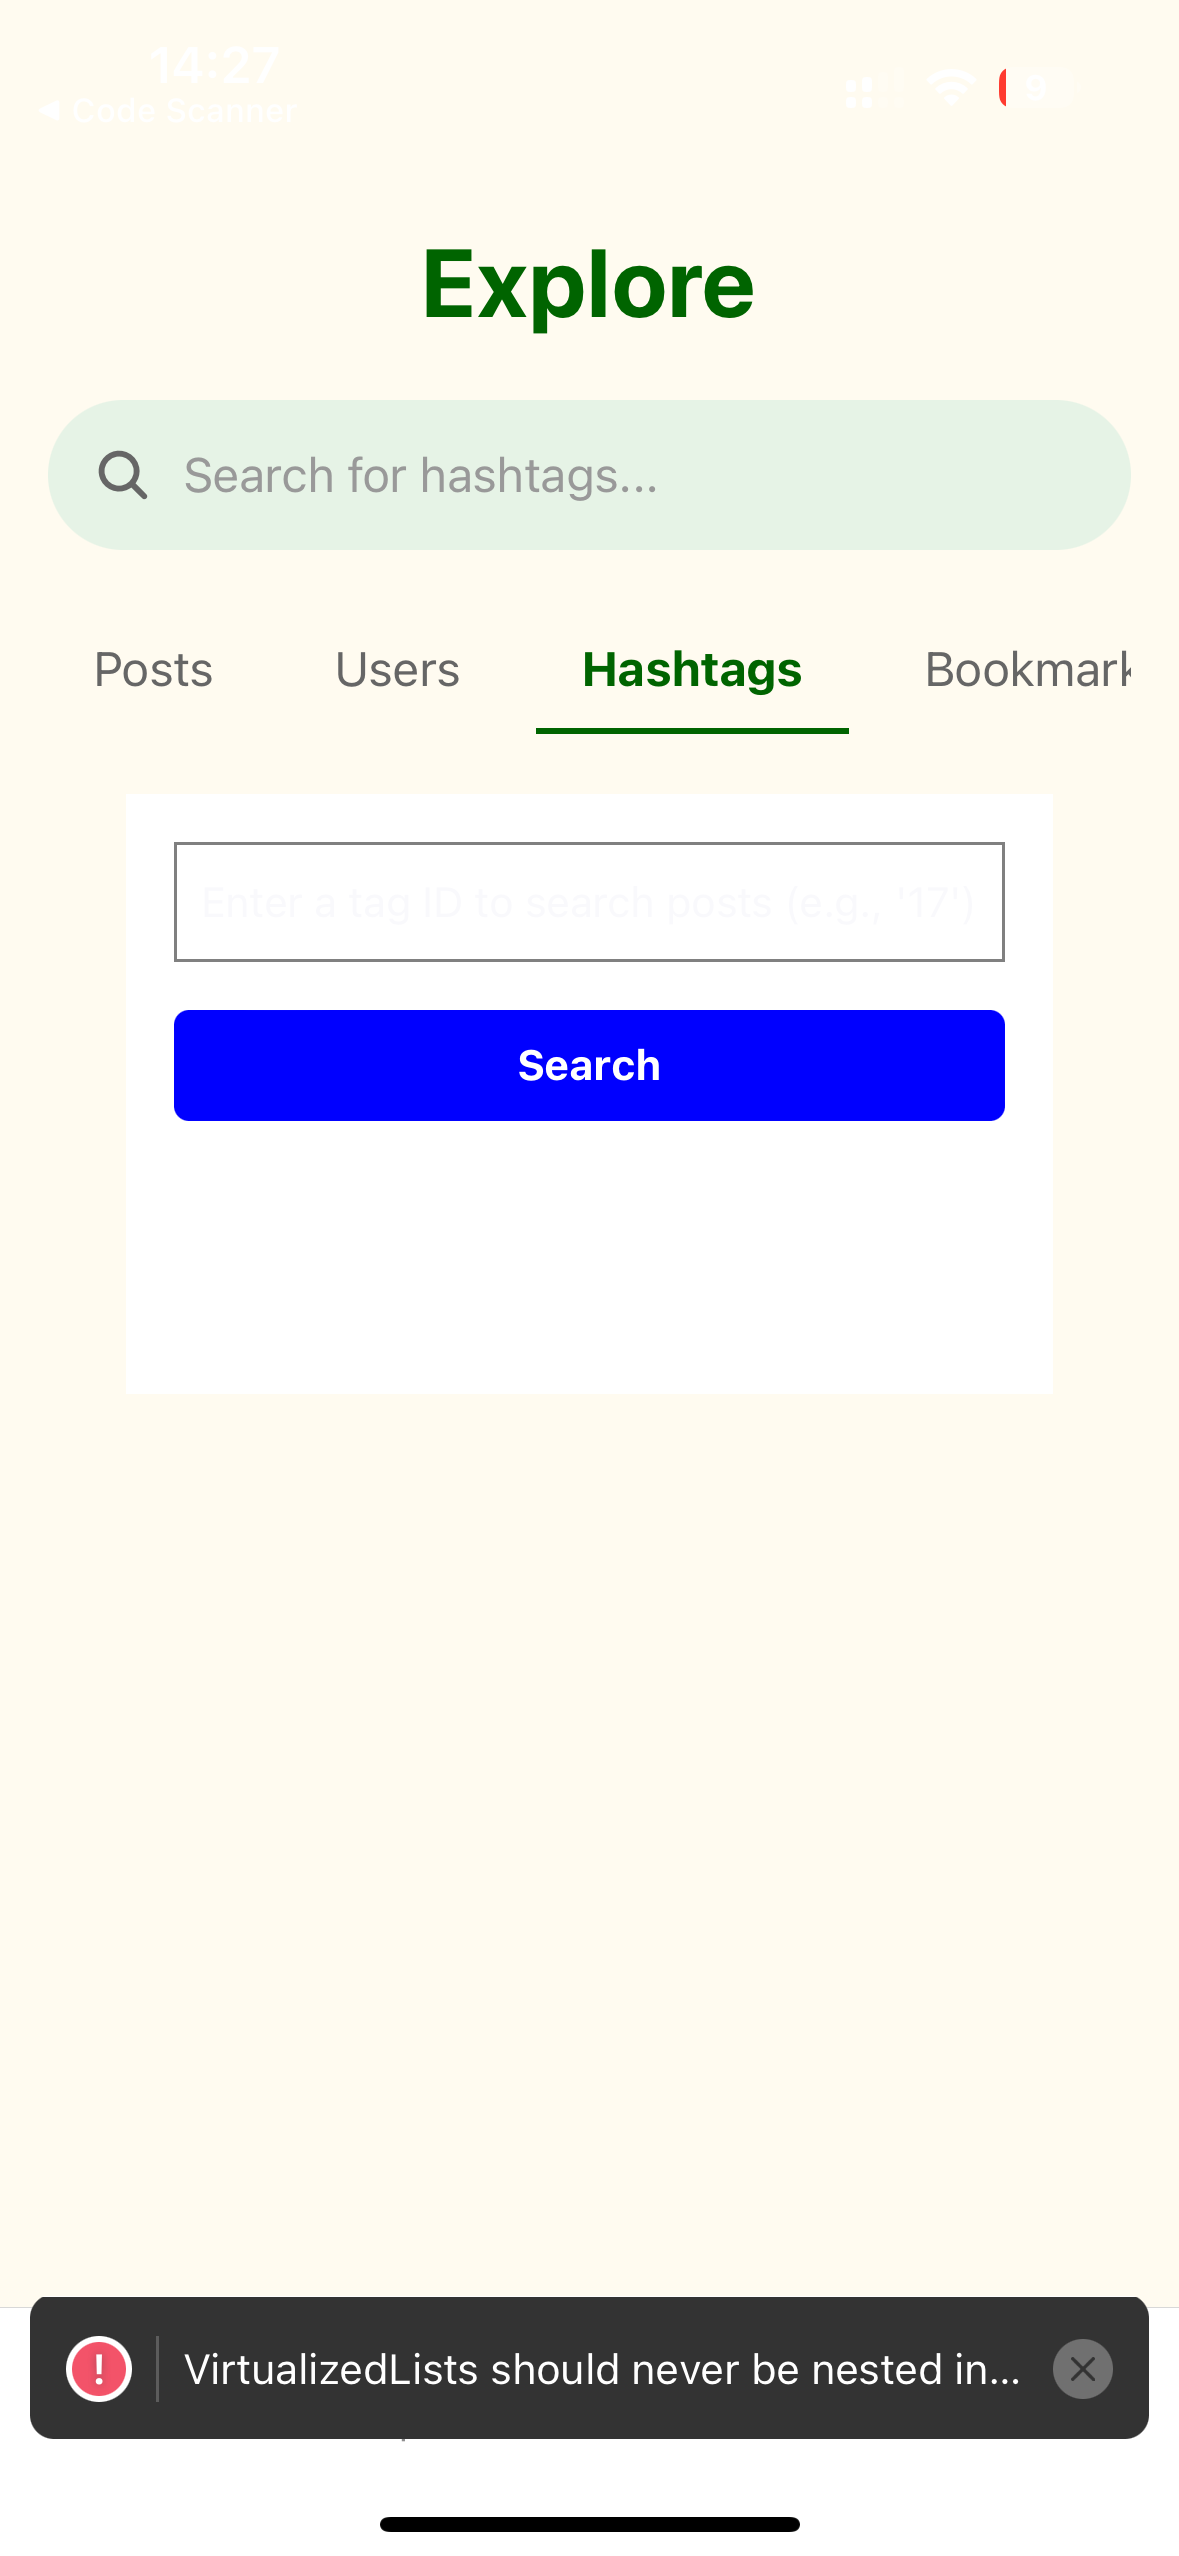 14:27
◀ Code Scanner
9
Explore
Search for hashtags...
Posts
Users
Hashtags
Bookmark
Enter a tag ID to search posts (e.g., '17')
Search
! VirtualizedLists should never be nested in...